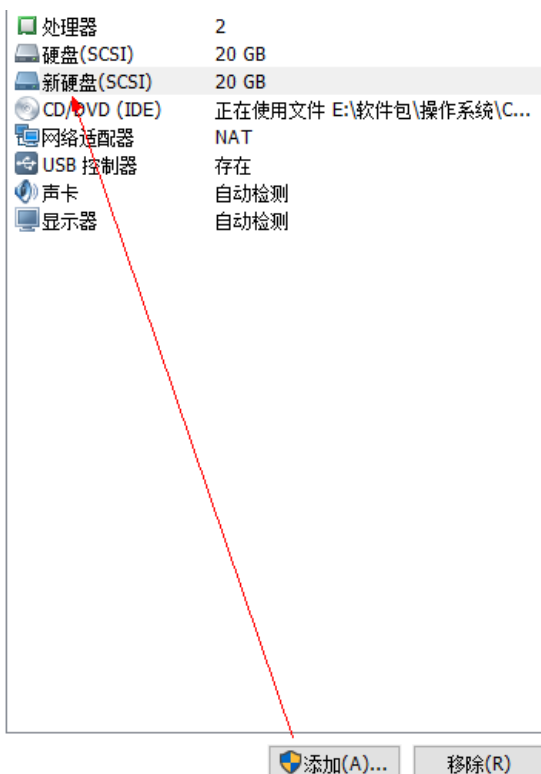 处理器 2
硬盘(SCSI) 20 GB
新硬盘(SCSI) 20 GB
CD/DVD (IDE) 正在使用文件 E:\软件包\操作系统\C...
网络适配器 NAT
USB 控制器 存在
声卡 自动检测
显示器 自动检测
添加(A)... 移除(R)